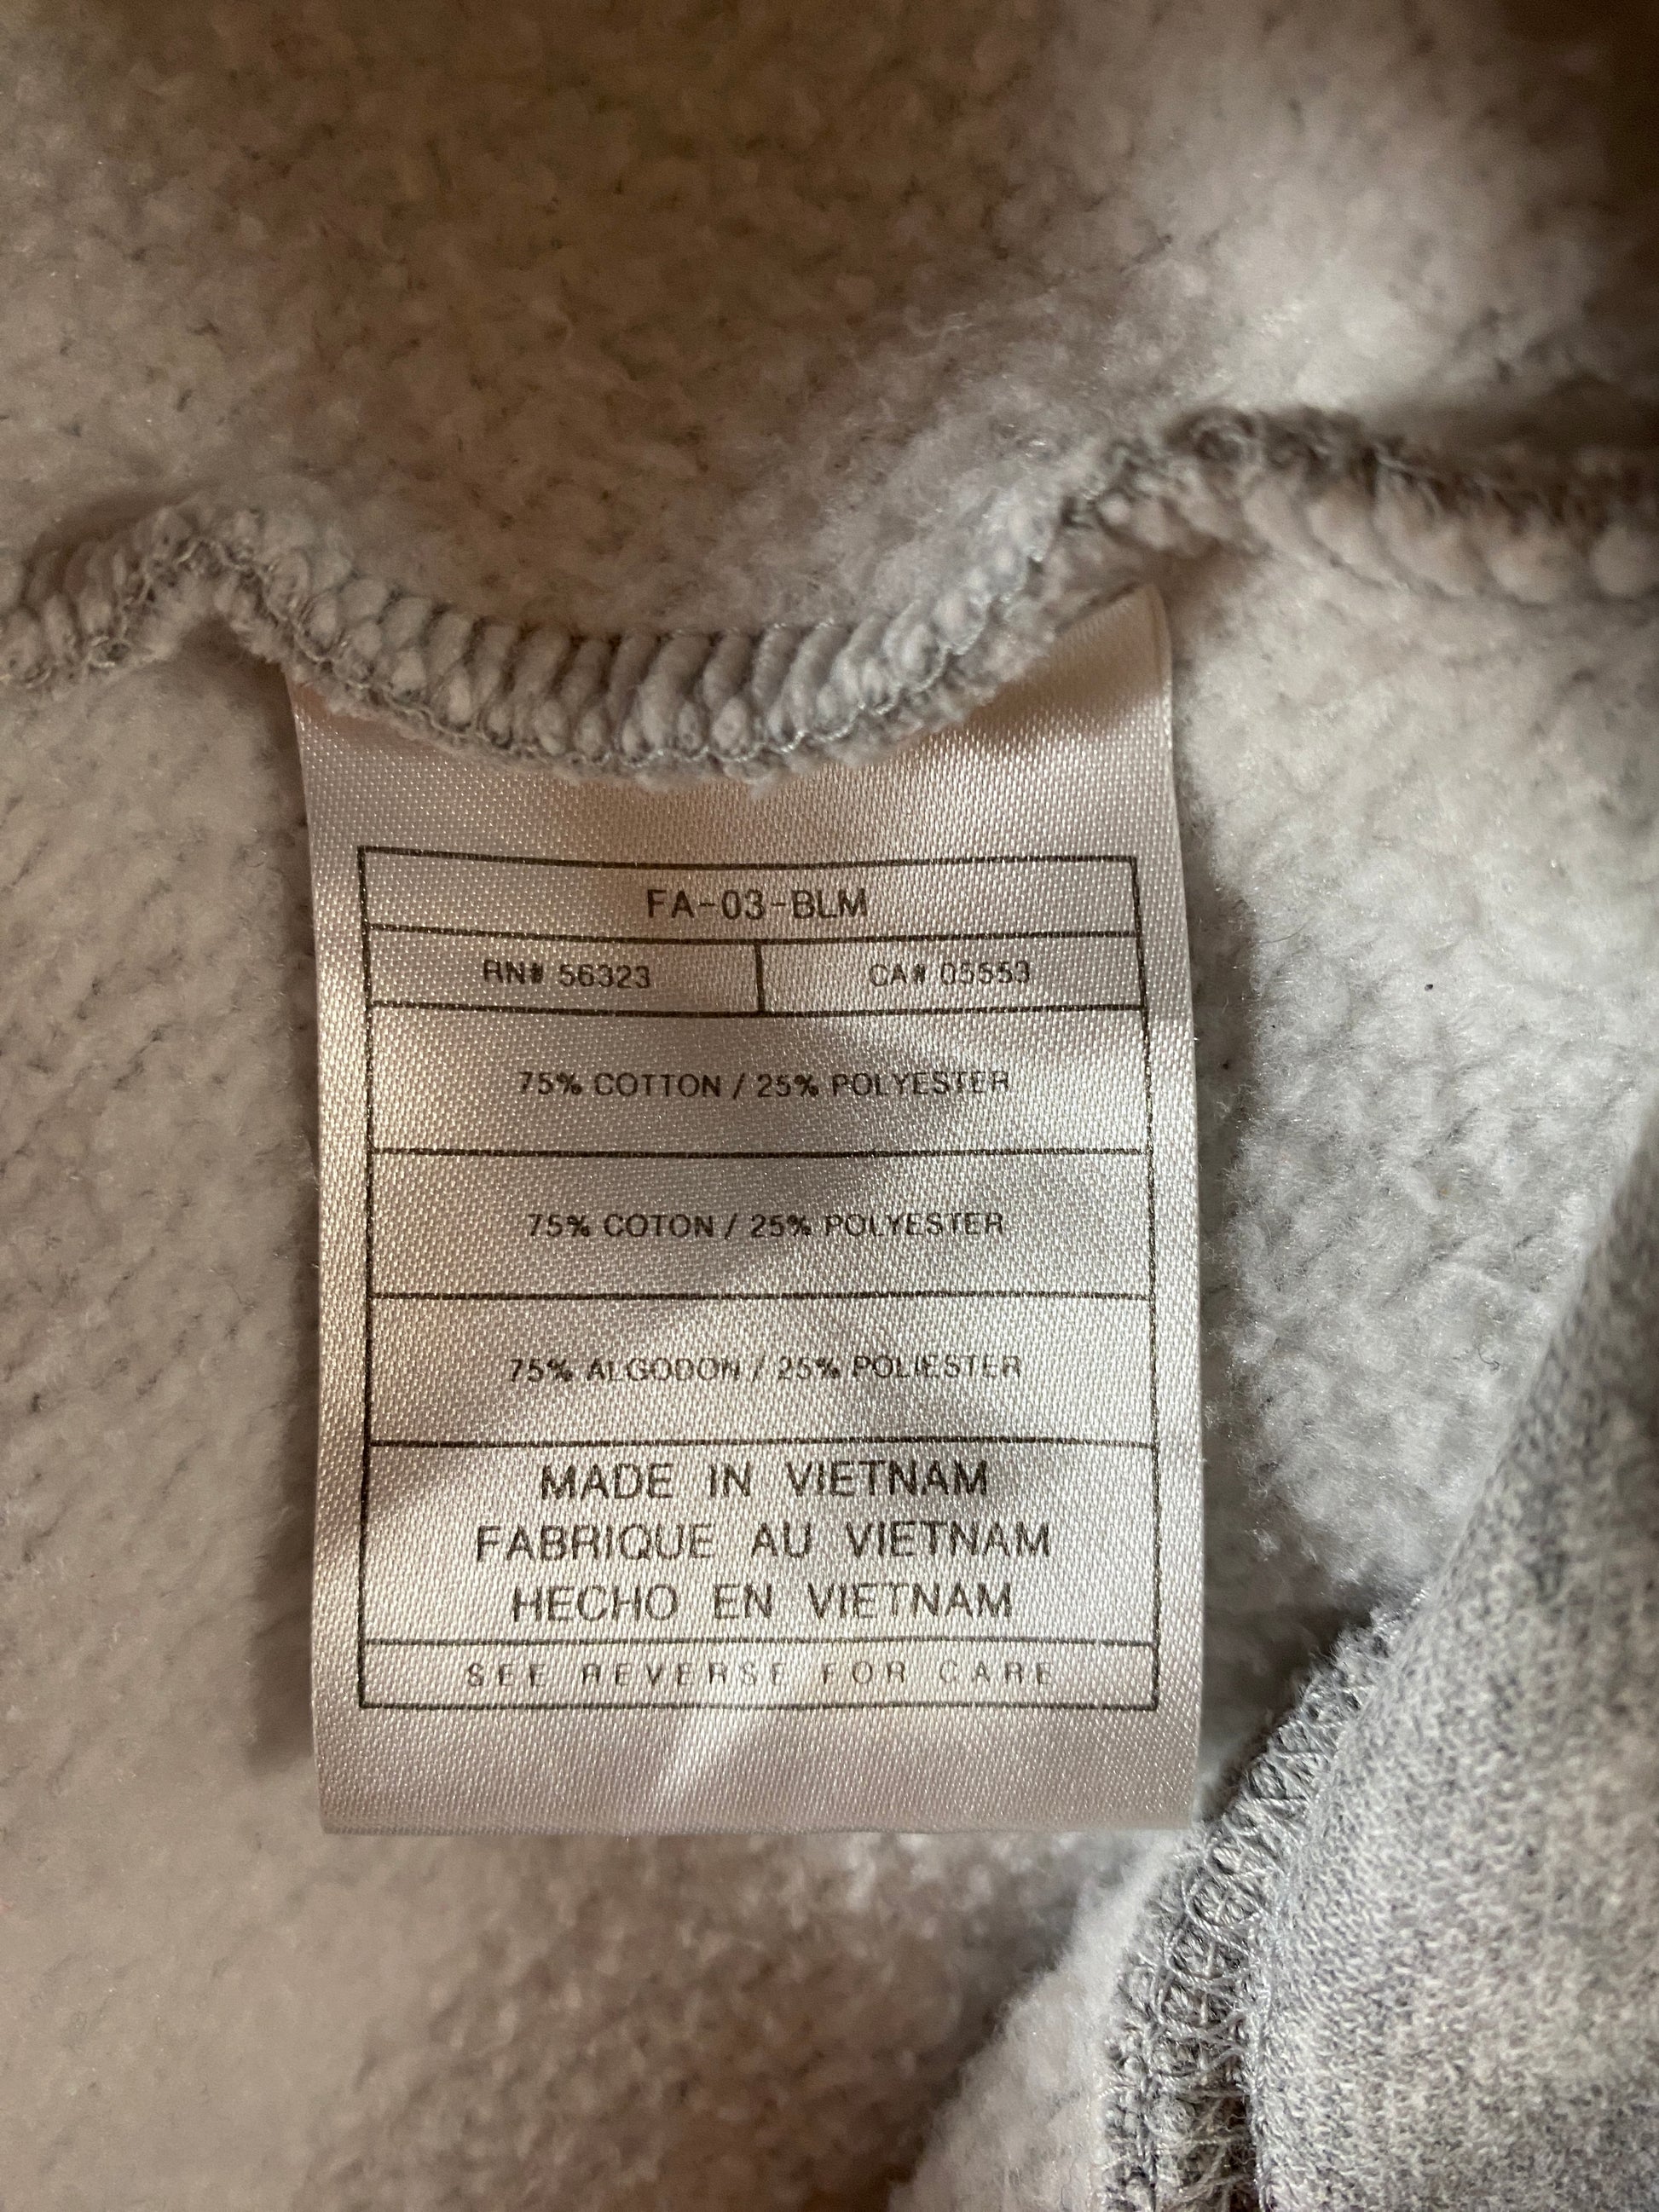 FA-03-BLM
RN# 56323
CA# 05553
75% COTTON / 25% POLYESTER
75% COTON / 25% POLYESTER
75% ALGODON / 25% POLIESTER
MADE IN VIETNAM
FABRIQUE AU VIETNAM
HECHO EN VIETNAM
SEE REVERSE FOR CARE